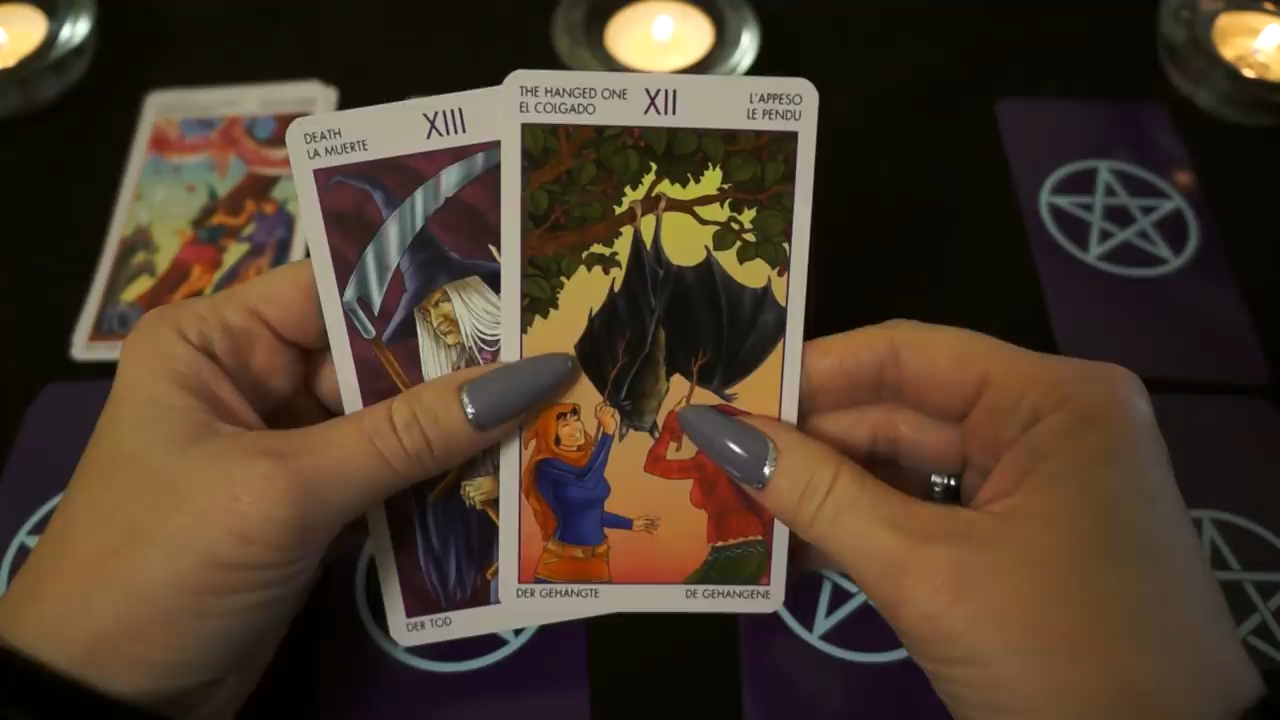 DEATH
LA MUERTE
XIII
DER TOD
THE HANGED ONE
EL COLGADO
XII
L'APPESO
LE PENDU
DER GEHÄNGTE
DE GEHANGENE